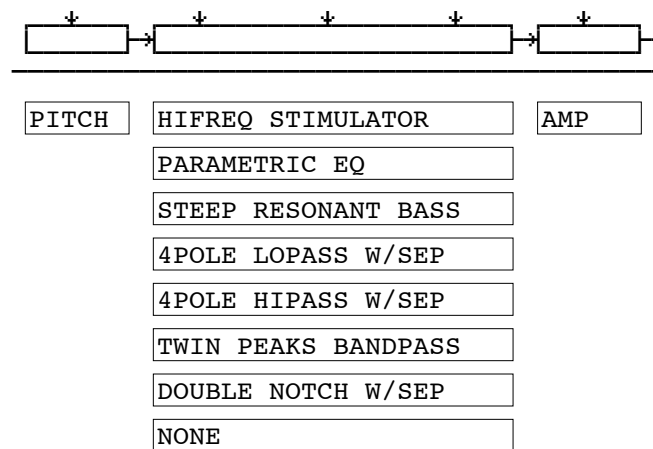 PITCH HIFREQ STIMULATOR AMP
PARAMETRIC EQ
STEEP RESONANT BASS
4POLE LOPASS W/SEP
4POLE HIPASS W/SEP
TWIN PEAKS BANDPASS
DOUBLE NOTCH W/SEP
NONE